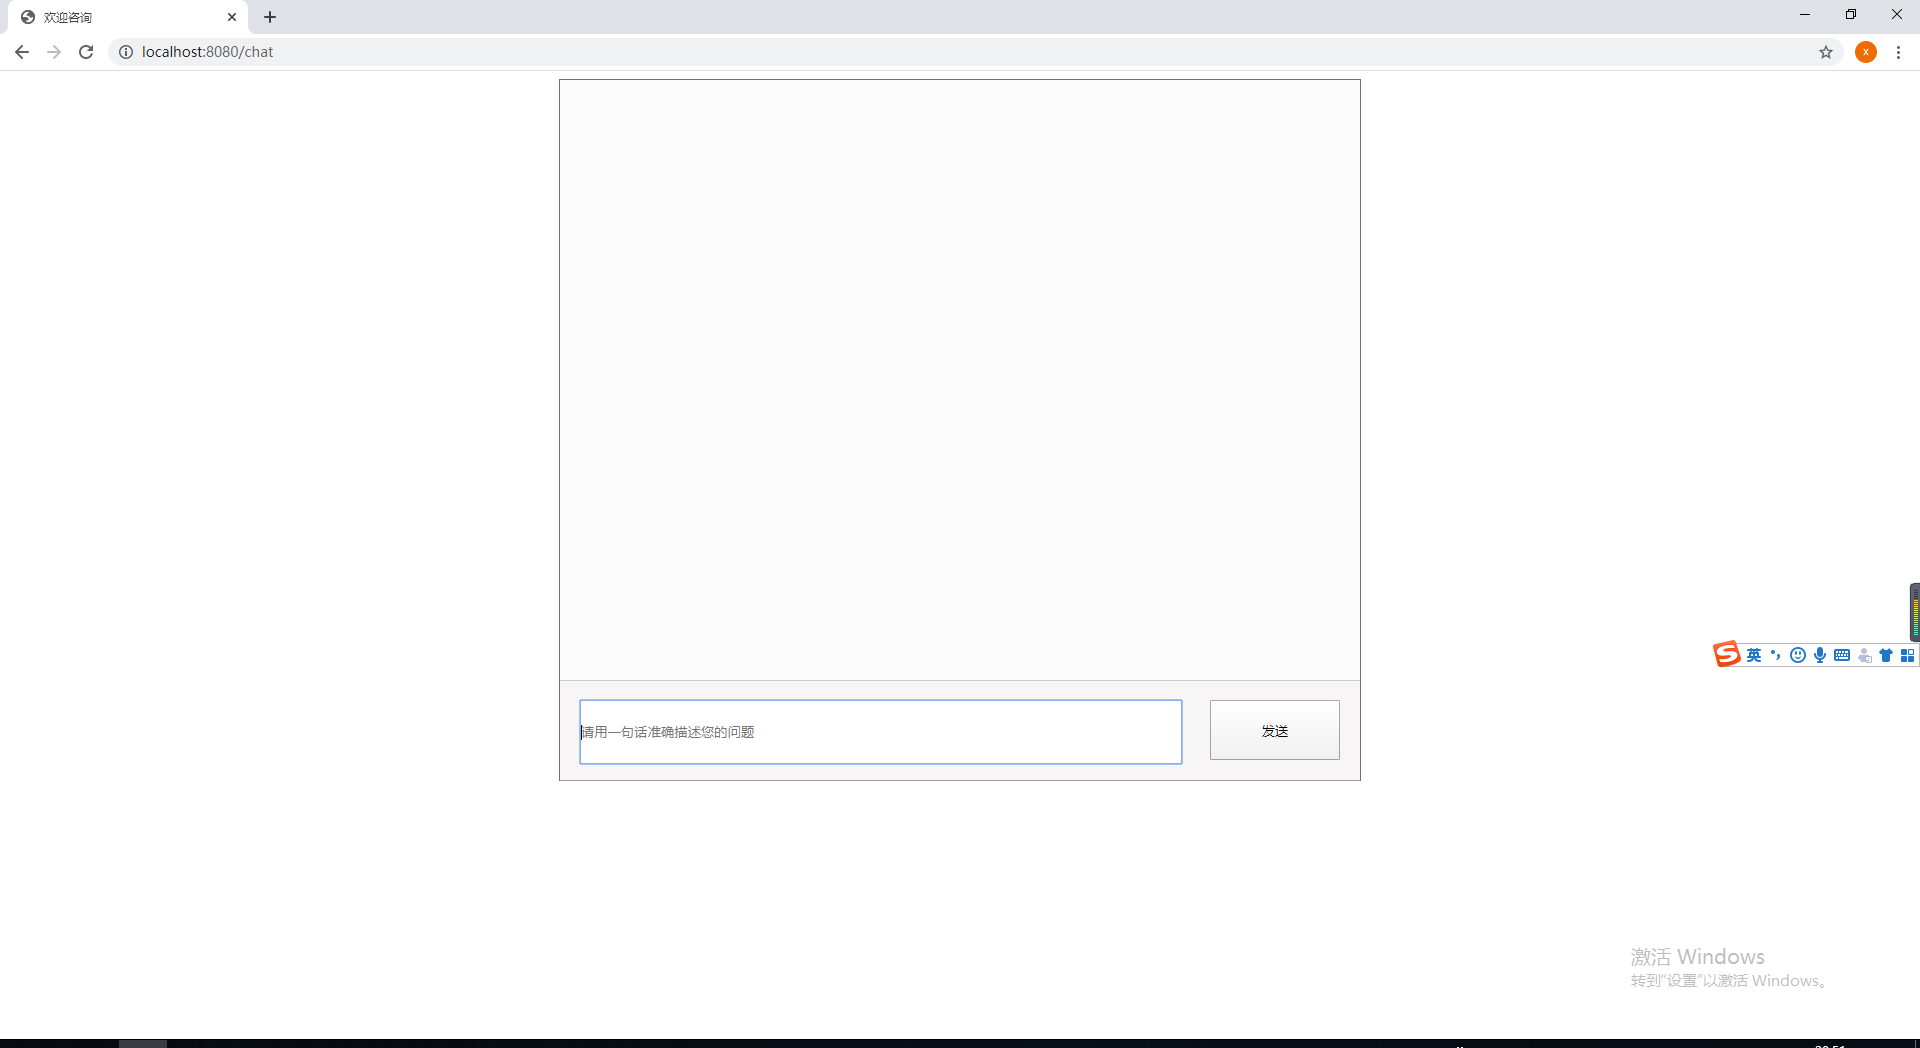 欢迎咨询
localhost:8080/chat
x
英
请用一句话准确描述您的问题
发送
激活 Windows
转到“设置”以激活 Windows。